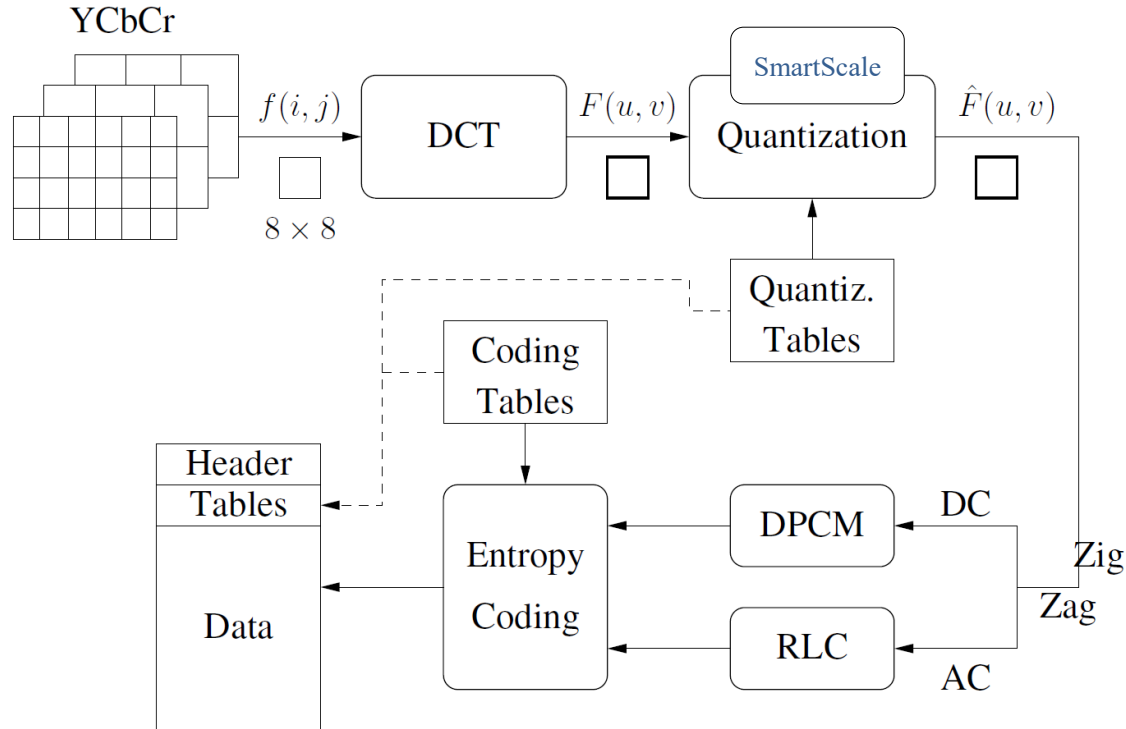 YCbCr
f(i, j)
8 × 8
DCT
F(u, v)
SmartScale
Quantization
F̂(u, v)
Quantiz.
Tables
Coding
Tables
Header
Tables
Data
Entropy
Coding
DPCM
DC
RLC
AC
Zig
Zag